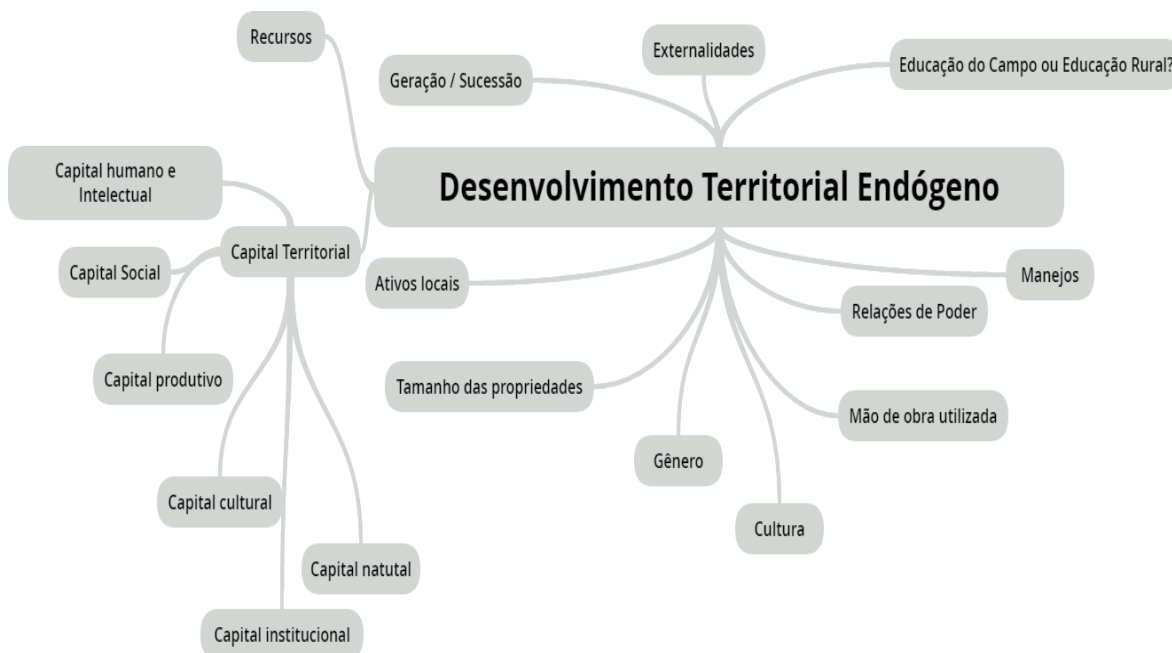 Recursos
Externalidades
Educação do Campo ou Educação Rural?
Geração / Sucessão
Desenvolvimento Territorial Endógeno
Capital humano e
Intelectual
Capital Territorial
Capital Social
Ativos locais
Manejos
Relações de Poder
Capital produtivo
Tamanho das propriedades
Mão de obra utilizada
Gênero
Capital cultural
Cultura
Capital natutal
Capital institucional